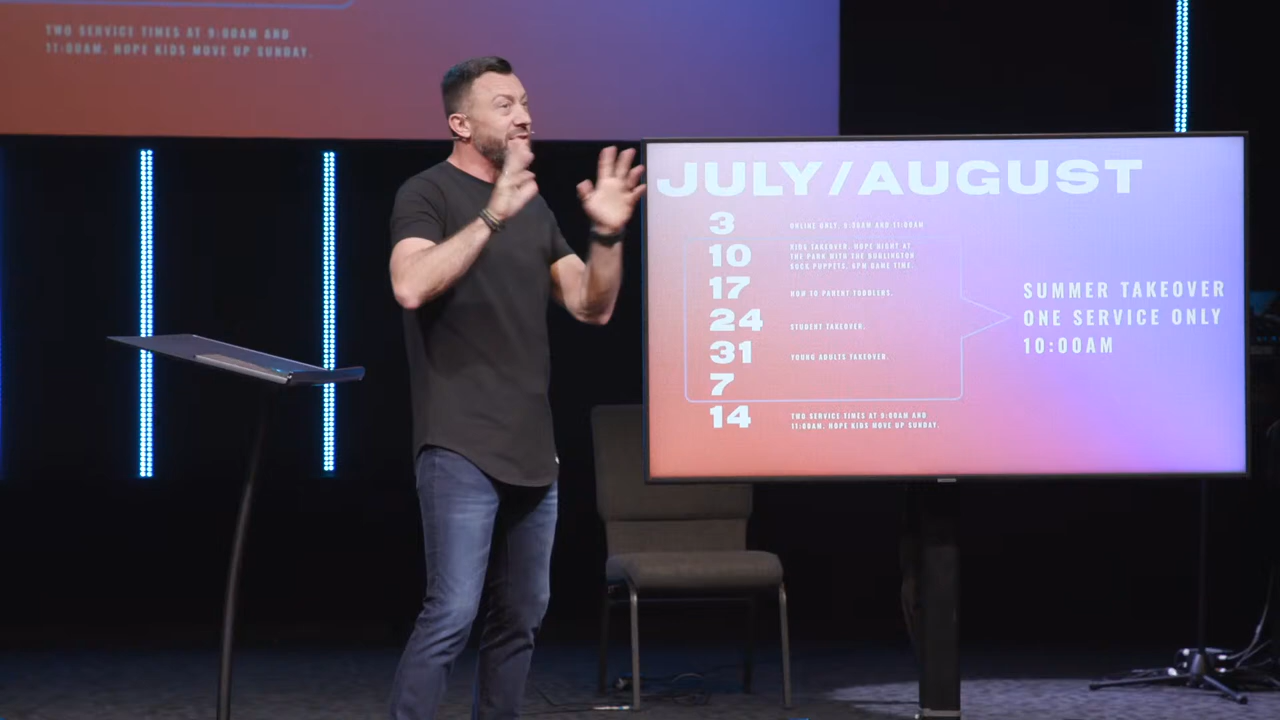 TWO SERVICE TIMES AT 9:00AM AND
11:00AM. HOPE KIDS MOVE UP SUNDAY.
JULY/AUGUST
3 ONLINE ONLY. 9:00AM AND 11:00AM
10 KIDS TAKEOVER. HOPE NIGHT AT
THE PARK WITH THE BURLINGTON
SOCK PUPPETS. 6PM GAME TIME.
17 HOW TO PARENT TODDLERS.
24 STUDENT TAKEOVER.
31 YOUNG ADULTS TAKEOVER.
7
14 TWO SERVICE TIMES AT 9:00AM AND
11:00AM. HOPE KIDS MOVE UP SUNDAY.
SUMMER TAKEOVER
ONE SERVICE ONLY
10:00AM